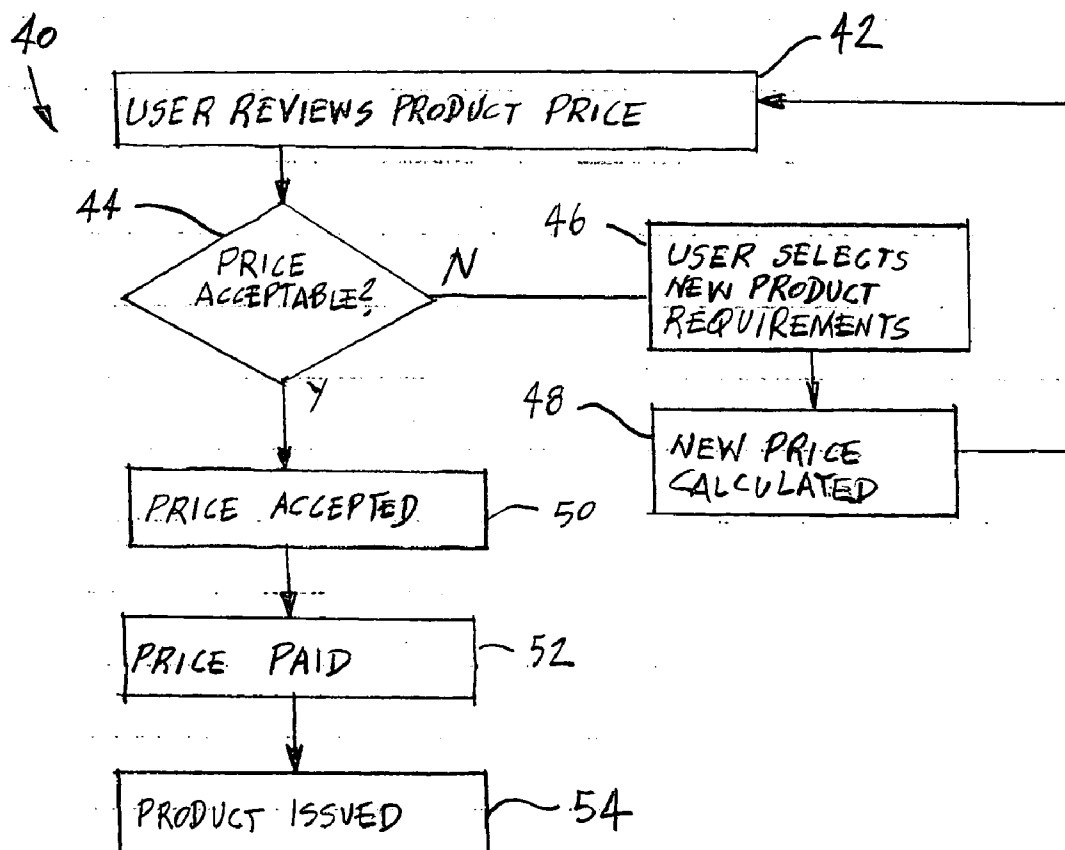 40
42
USER REVIEWS PRODUCT PRICE
44
PRICE
ACCEPTABLE?
N
46
USER SELECTS
NEW PRODUCT
REQUIREMENTS
Y
48
NEW PRICE
CALCULATED
PRICE ACCEPTED
50
PRICE PAID
52
PRODUCT ISSUED
54